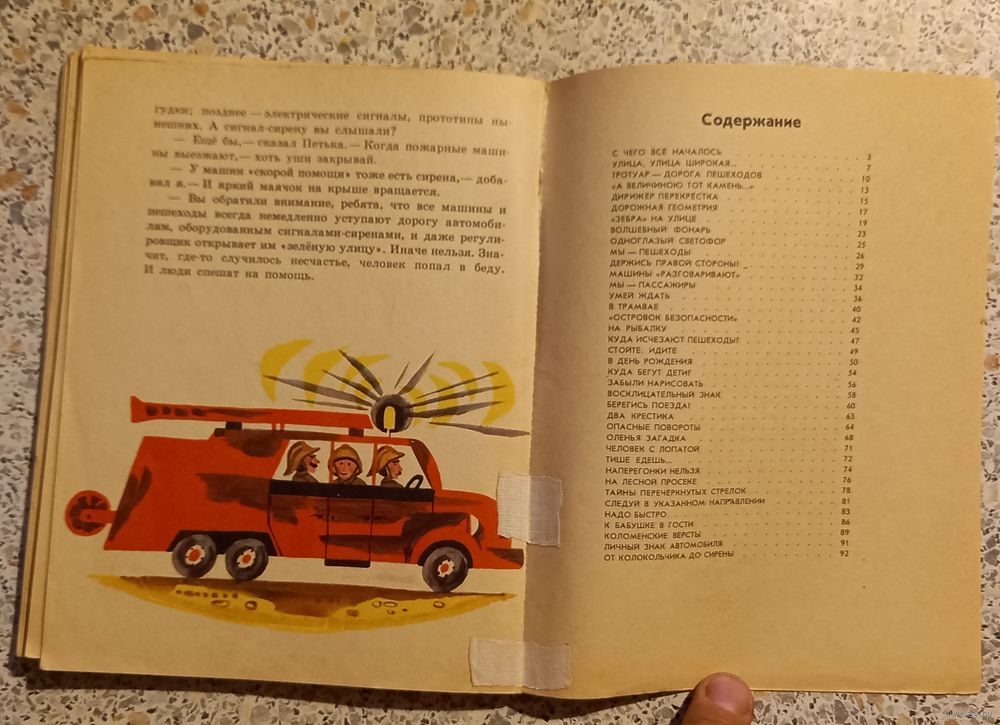 гудки; позднее — электрические сигналы, прототипы ны-
нешних. А сигнал-сирену вы слышали?
— Ещё бы, — сказал Петька. — Когда пожарные маши-
ны выезжают, — хоть уши закрывай.
— У машин «скорой помощи» тоже есть сирена, — доба-
вил я. — И яркий маячок на крыше вращается.
— Вы обратили внимание, ребята, что все машины и
пешеходы всегда немедленно уступают дорогу автомоби-
лям, оборудованным сигналами-сиренами, и даже регули-
ровщик открывает им «зелёную улицу». Иначе нельзя. Зна-
чит, где-то случилось несчастье, человек попал в беду.
И люди спешат на помощь.
Содержание
С ЧЕГО ВСЁ НАЧАЛОСЬ 3
УЛИЦА, УЛИЦА ШИРОКАЯ... 7
ТРОТУАР — ДОРОГА ПЕШЕХОДОВ 10
«А ВЕЛИЧИНОЮ ТОТ КАМЕНЬ...» 13
ДИРИЖЁР ПЕРЕКРЁСТКА 15
ДОРОЖНАЯ ГЕОМЕТРИЯ 17
«ЗЕБРА» НА УЛИЦЕ 19
ВОЛШЕБНЫЙ ФОНАРЬ 23
ОДНОГЛАЗЫЙ СВЕТОФОР 25
МЫ — ПЕШЕХОДЫ 26
ДЕРЖИСЬ ПРАВОЙ СТОРОНЫ! 29
МАШИНЫ «РАЗГОВАРИВАЮТ» 32
МЫ — ПАССАЖИРЫ 34
УМЕЙ ЖДАТЬ 36
В ТРАМВАЕ 40
«ОСТРОВОК БЕЗОПАСНОСТИ» 42
НА РЫБАЛКУ 45
КУДА ИСЧЕЗАЮТ ПЕШЕХОДЫ? 47
СТОЙТЕ. ИДИТЕ 49
В ДЕНЬ РОЖДЕНИЯ 50
КУДА БЕГУТ ДЕТИ? 54
ЗАБЫЛИ НАРИСОВАТЬ 56
ВОСКЛИЦАТЕЛЬНЫЙ ЗНАК 58
БЕРЕГИСЬ ПОЕЗДА! 60
ДВА КРЕСТИКА 63
ОПАСНЫЕ ПОВОРОТЫ 64
ОЛЕНЬЯ ЗАГАДКА 68
ЧЕЛОВЕК С ЛОПАТОЙ 71
ТИШЕ ЕДЕШЬ... 72
НАПЕРЕГОНКИ НЕЛЬЗЯ 74
НА ЛЕСНОЙ ПРОСЕКЕ 76
ТАЙНЫ ПЕРЕЧЁРКНУТЫХ СТРЕЛОК 78
СЛЕДУЙ В УКАЗАННОМ НАПРАВЛЕНИИ 81
НАДО БЫСТРО 83
К БАБУШКЕ В ГОСТИ 86
КОЛОМЕНСКИЕ ВЁРСТЫ 89
ЛИЧНЫЙ ЗНАК АВТОМОБИЛЯ 91
ОТ КОЛОКОЛЬЧИКА ДО СИРЕНЫ 92